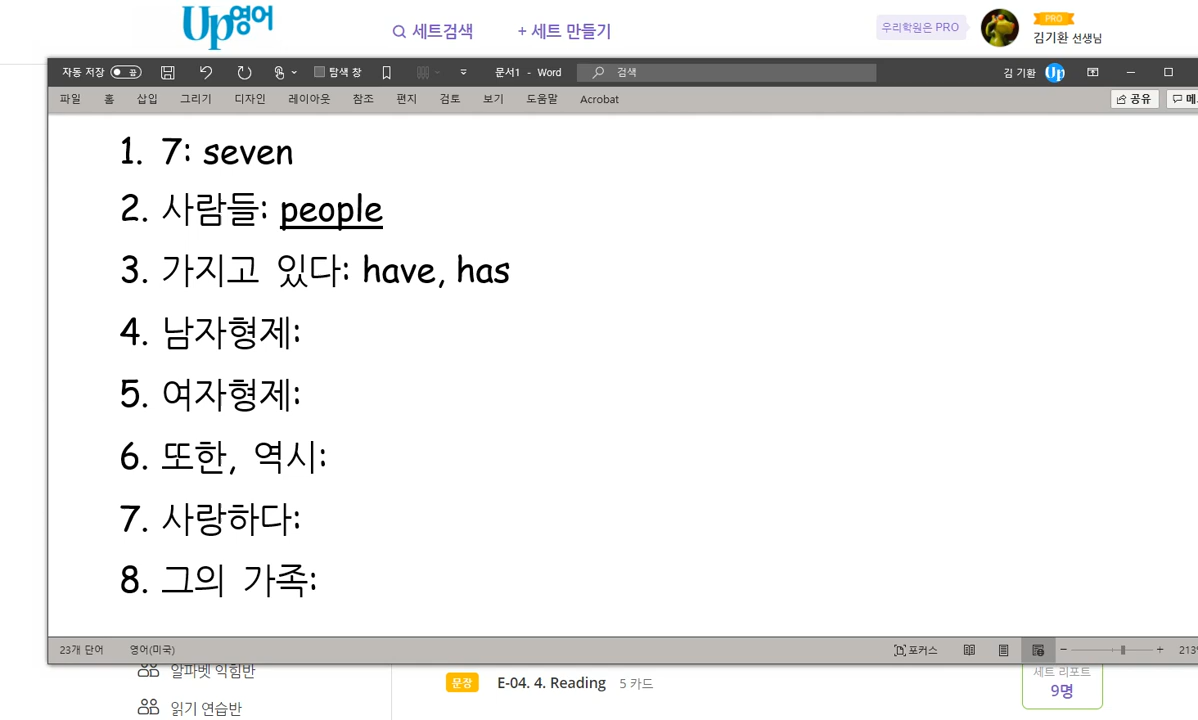 Up영어
세트검색
+ 세트 만들기
우리학원은 PRO
PRO
김기환 선생님
자동 저장 끔 탐색 창 문서1 - Word 검색 김 기환 Up
파일 홈 삽입 그리기 디자인 레이아웃 참조 편지 검토 보기 도움말 Acrobat 공유
1. 7: seven
2. 사람들: people
3. 가지고 있다: have, has
4. 남자형제:
5. 여자형제:
6. 또한, 역시:
7. 사랑하다:
8. 그의 가족:
23개 단어 영어(미국) 포커스
알파벳 익힘반
문장 E-04. 4. Reading 5 카드
세트 리포트
9명
읽기 연습반